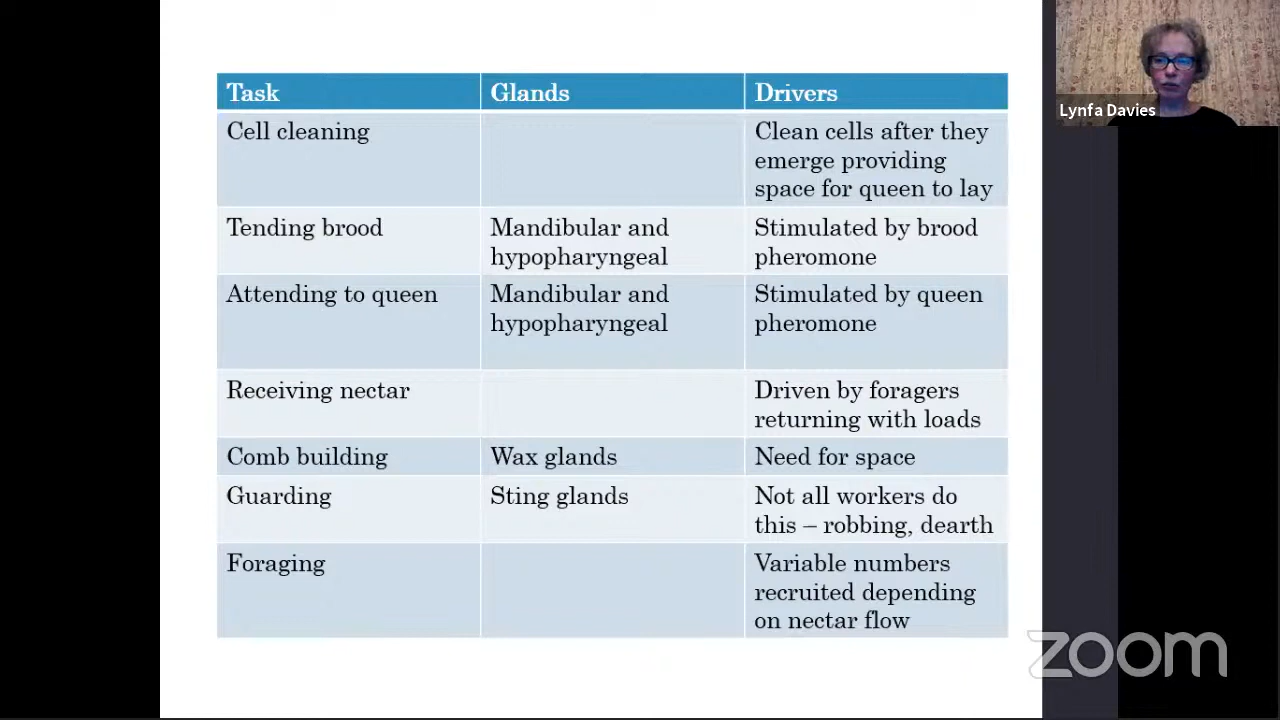 Task Glands Drivers
Cell cleaning
Clean cells after they
emerge providing
space for queen to lay
Tending brood
Mandibular and
hypopharyngeal
Stimulated by brood
pheromone
Attending to queen
Mandibular and
hypopharyngeal
Stimulated by queen
pheromone
Receiving nectar
Driven by foragers
returning with loads
Comb building
Wax glands
Need for space
Guarding
Sting glands
Not all workers do
this – robbing, dearth
Foraging
Variable numbers
recruited depending
on nectar flow
Lynfa Davies
zoom